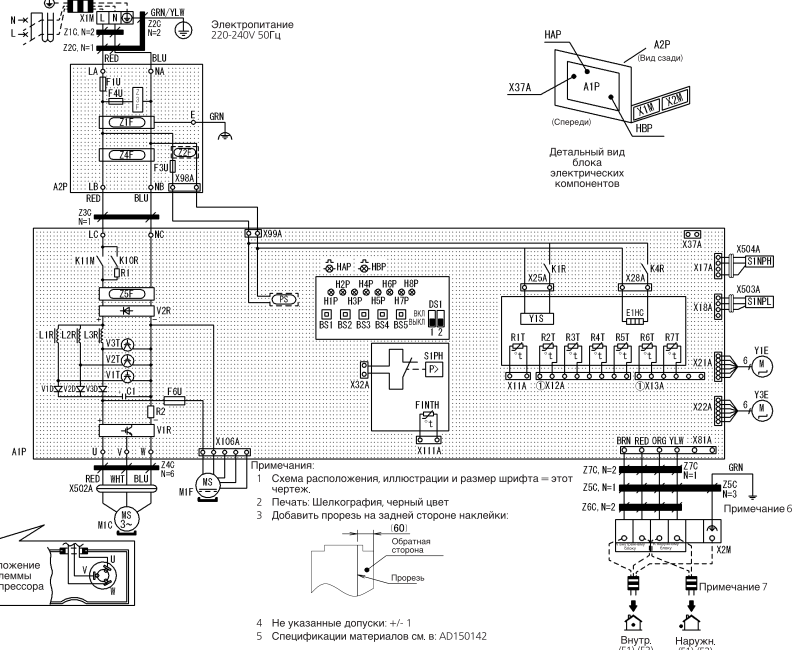 GRN/YLW
X1M L N
N
L
Z1C, N=2
Z2C
N=2
Z2C, N=1
Электропитание
220-240V 50Гц
RED BLU
LA NA
F1U
F4U
Z1F
E GRN
Z4F
Z2F
F3U
X98A
A2P LB NB
RED BLU
Z3C
N=1
HAP
A2P
(Вид сзади)
X37A
A1P
X1M X2M
HBP
(Спереди)
Детальный вид
блока
электрических
компонентов
LC NC
X99A
X37A
K11M K10R
R1
Z5F
V2R
L1R L2R L3R
V3T
V2T
V1T
V1D V2D V3D
C1 F6U
R2
V1R
PS
HAP HBP
H2P H4P H6P H8P
H1P H3P H5P H7P
DS1
ВКЛ
ВЫКЛ
BS1 BS2 BS3 BS4 BS5 1 2
S1PH
P>
X32A
FINTH
°t
X111A
K1R K4R
X25A X28A
Y1S E1HC
R1T R2T R3T R4T R5T R6T R7T
°t °t °t °t °t °t °t
X11A ①X12A ①X13A
X504A
X17A S1NPH
X503A
X18A S1NPL
X21A 6 Y1E
M
X22A 6 Y3E
M
A1P U V W
X106A
BRN RED ORG YLW X81A
Z4C
N=6
RED WHT BLU
X502A
MS
3~
M1C
MS
M1F
U
V
W
Z7C, N=2 Z7C
N=1
GRN
Z5C, N=1 Z5C
N=3
Z6C, N=2
Примечание 6
X2M
Примечание 7
Внутр.
Наружн.
Примечания:
1 Схема расположения, иллюстрации и размер шрифта = этот
чертеж.
2 Печать: Шелкография, черный цвет
3 Добавить прорезь на задней стороне наклейки:
(60)
Обратная
сторона
Прорезь
4 Не указанные допуски: +/- 1
5 Спецификации материалов см. в: AD150142